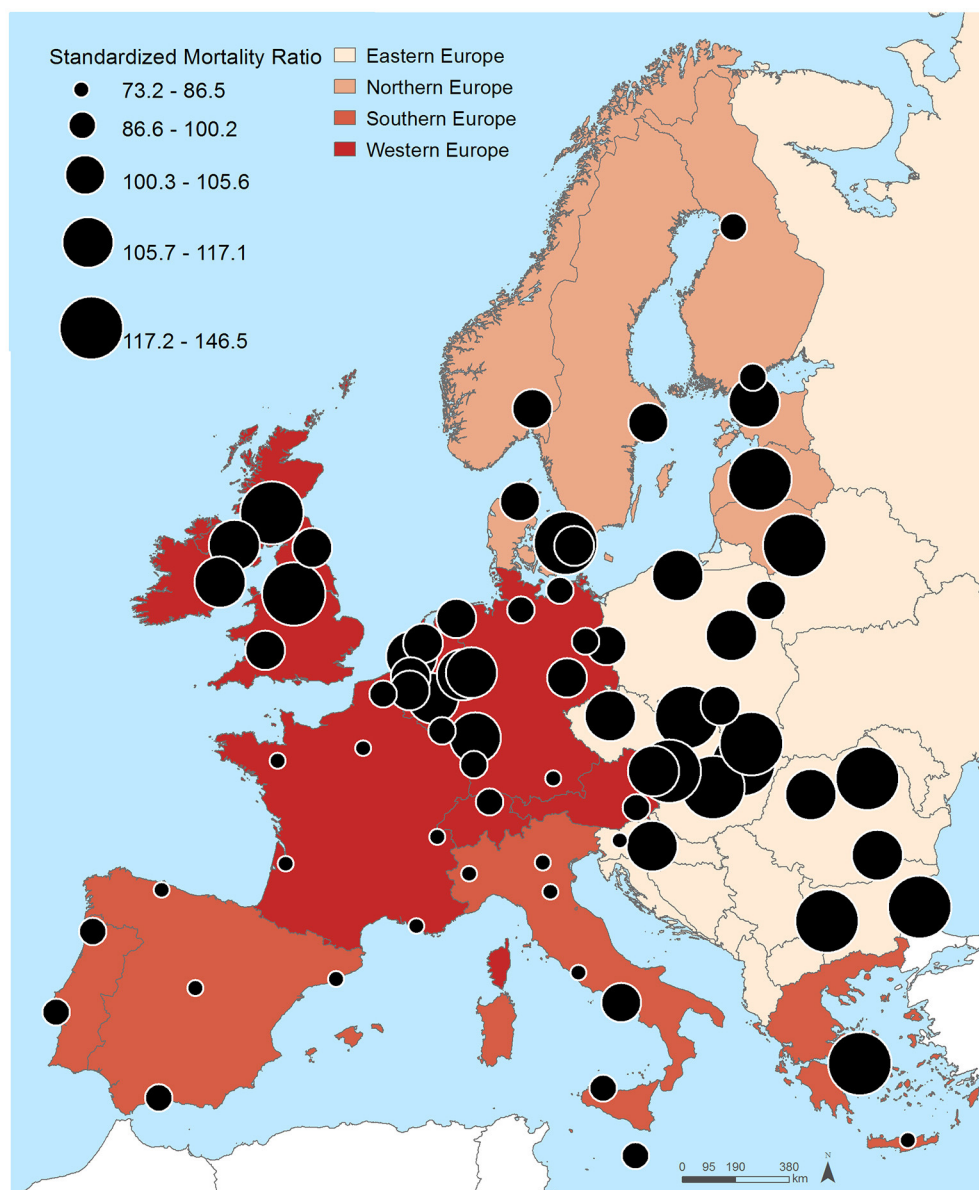 Standardized Mortality Ratio
73.2 - 86.5
86.6 - 100.2
100.3 - 105.6
105.7 - 117.1
117.2 - 146.5
Eastern Europe
Northern Europe
Southern Europe
Western Europe
0 95 190 380
km
N